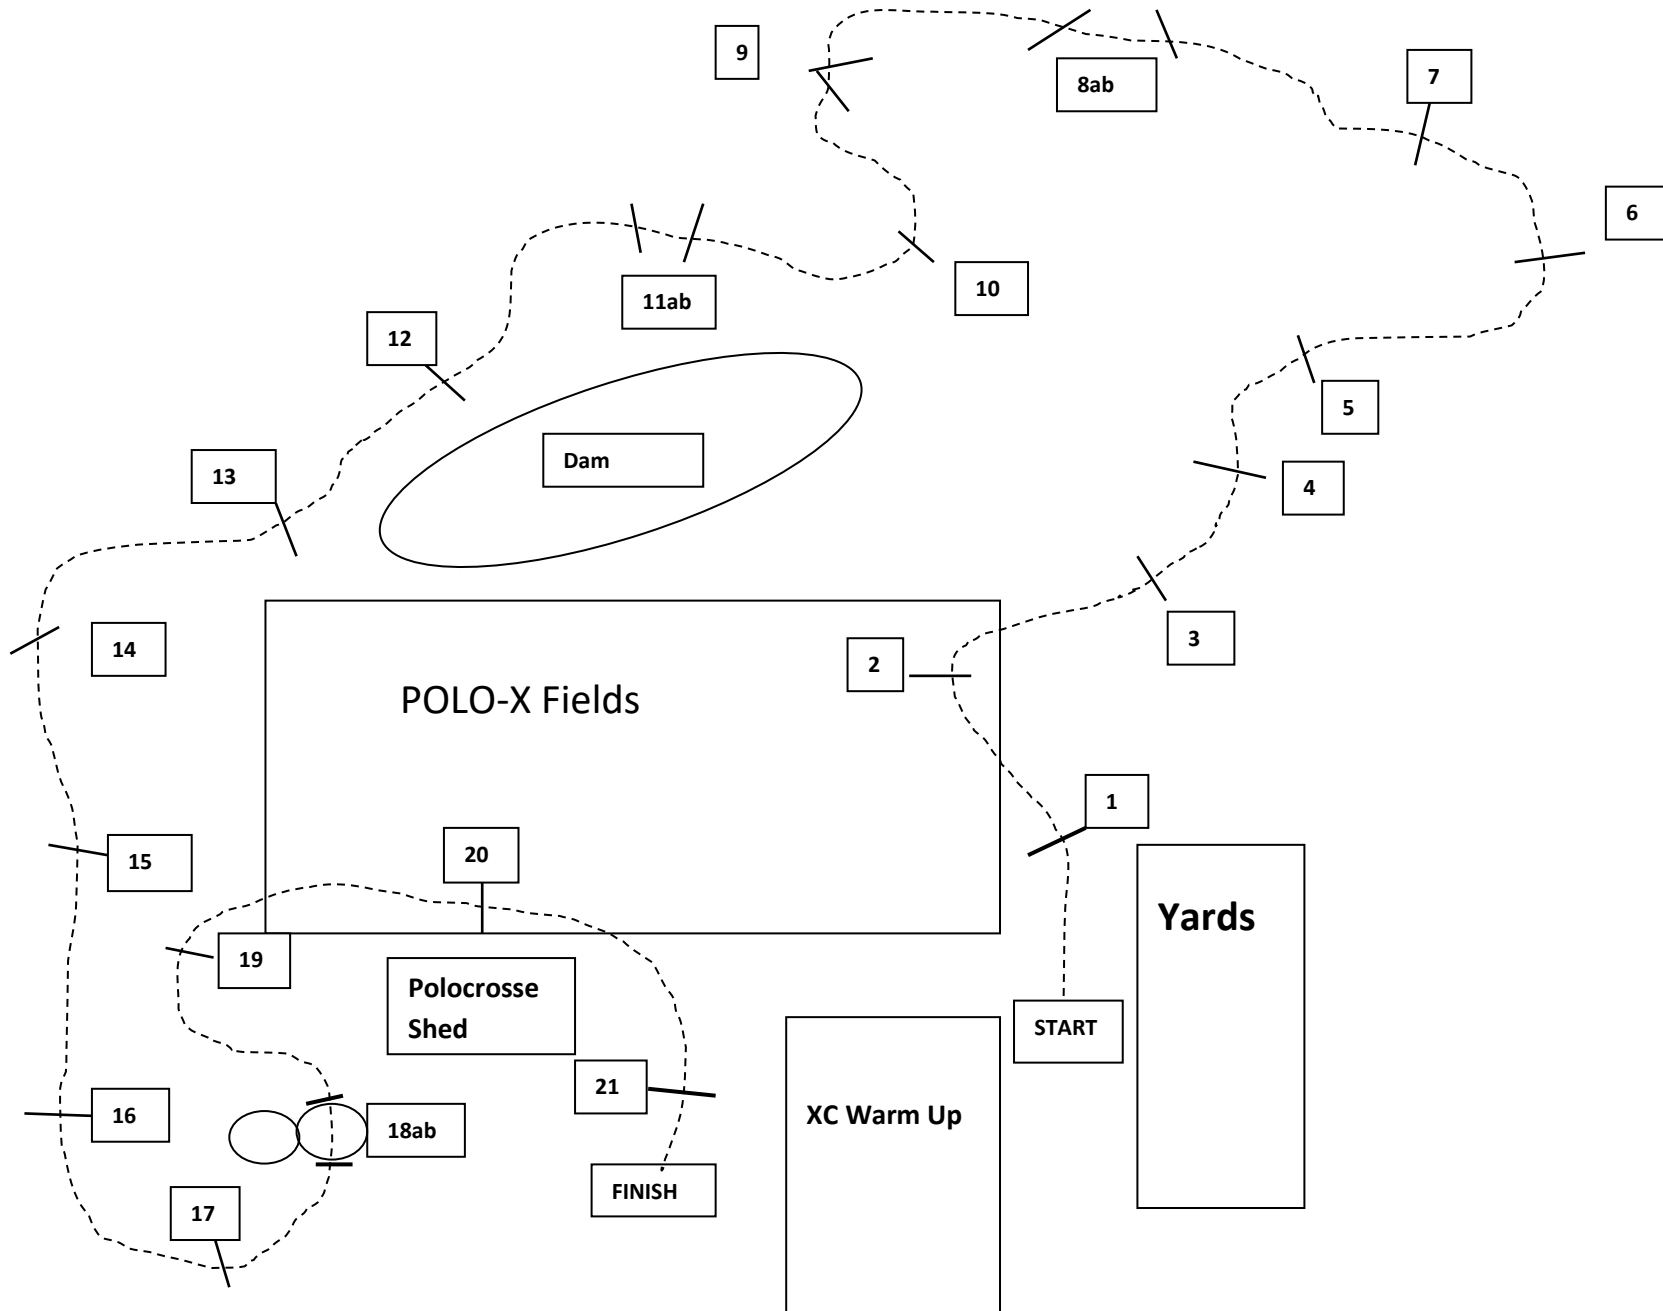 9
8ab
7
6
10
11ab
12
5
Dam
13
4
3
14
2
POLO-X Fields
1
15
20
Yards
19
Polocrosse
Shed
START
16
18ab
21
XC Warm Up
17
FINISH